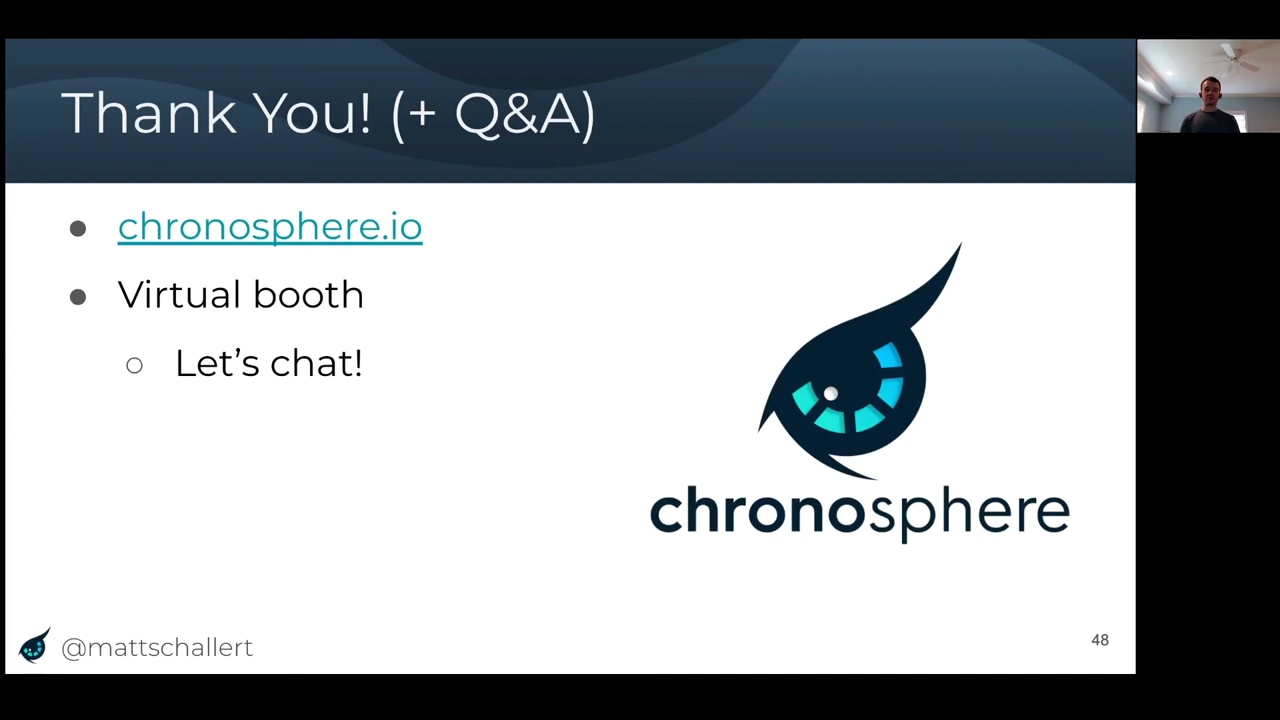 Thank You! (+ Q&A)
● chronosphere.io
● Virtual booth
○ Let’s chat!
chronosphere
@mattschallert
48